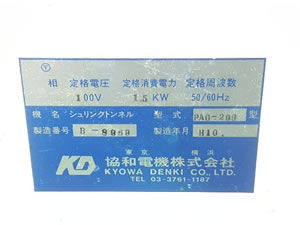 相 定格電圧 定格消費電力 定格周波数
100V 1.5 KW 50/60Hz
機名 シュリンクトンネル 型式 PAO-200 型
製造番号 B-8989 製造年月 H10.
東京 横浜
KD 協和電機株式会社
KYOWA DENKI CO., LTD.
TEL 03-3761-1187